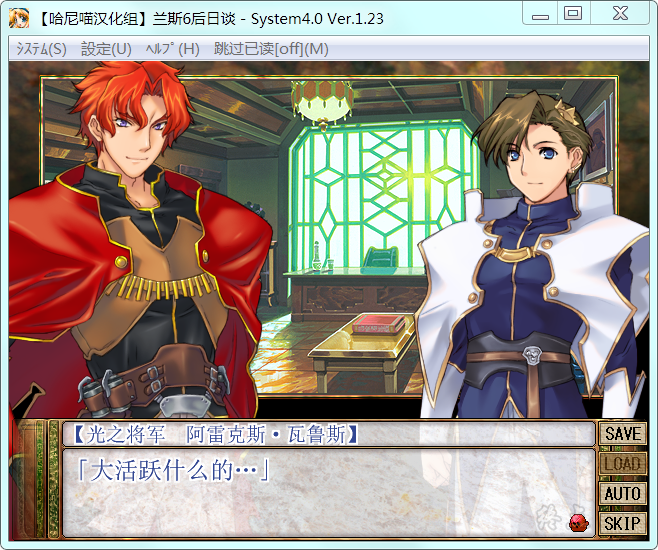 【哈尼喵汉化组】兰斯6后日谈 - System4.0 Ver.1.23
ｼｽﾃﾑ(S) 設定(U) ﾍﾙﾌﾟ(H) 跳过已读[off](M)
【光之将军　阿雷克斯・瓦鲁斯】
SAVE
「大活跃什么的…」
LOAD
AUTO
SKIP